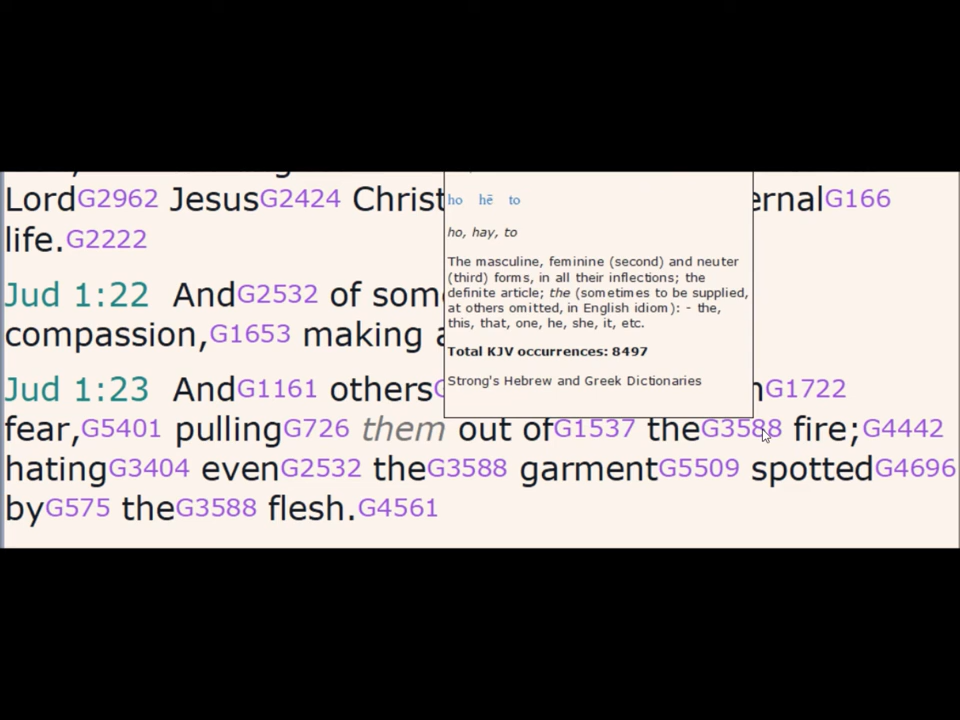 LordG2962 JesusG2424 Christ ernalG166
life.G2222
Jud 1:22 AndG2532 of som
compassion,G1653 making
Jud 1:23 AndG1161 others G1722
fear,G5401 pullingG726 them out ofG1537 theG3588 fire;G4442
hatingG3404 evenG2532 theG3588 garmentG5509 spottedG4696
byG575 theG3588 flesh.G4561
ho hē to
ho, hay, to
The masculine, feminine (second) and neuter
(third) forms, in all their inflections; the
definite article; the (sometimes to be supplied,
at others omitted, in English idiom): - the,
this, that, one, he, she, it, etc.
Total KJV occurrences: 8497
Strong's Hebrew and Greek Dictionaries